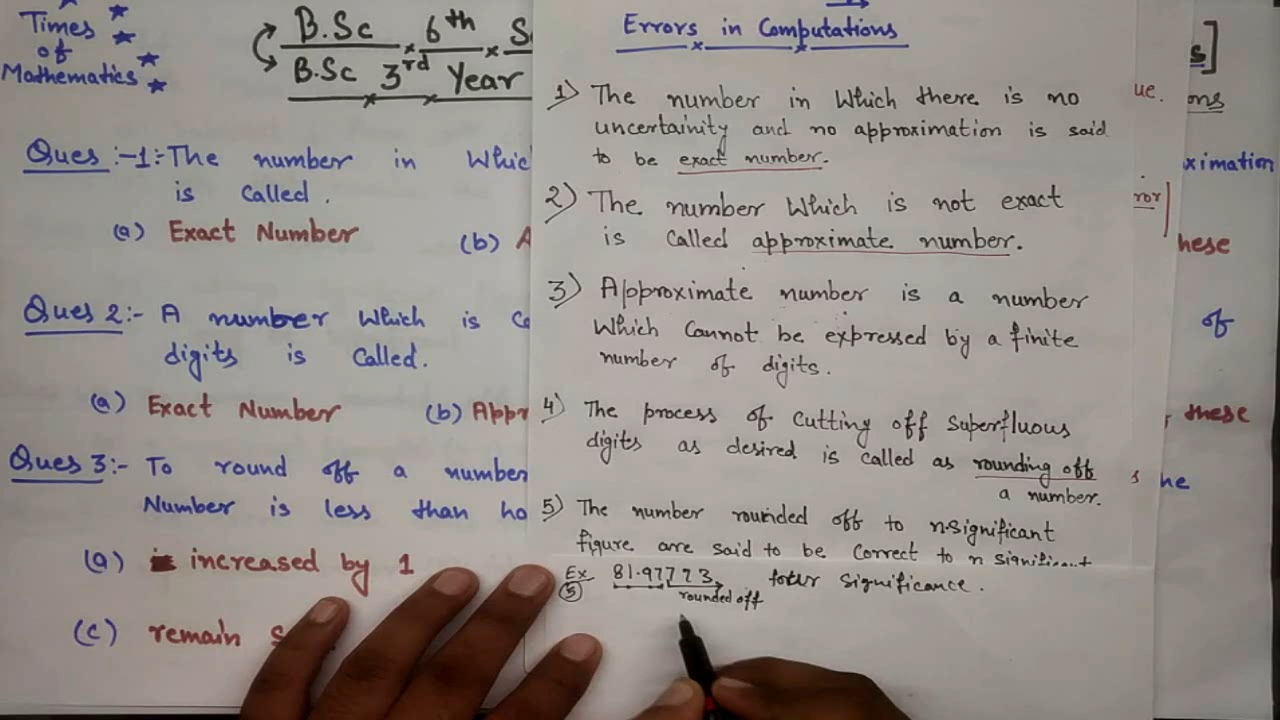 Times
of
Mathematics
B.Sc 6th
B.Sc 3rd Year
Ques:-1:- The number in Whic
is called.
(a) Exact Number (b) A
Ques 2:- A number Which is
digits is called.
(a) Exact Number (b) Appr
Ques 3:- To round off a number
Number is less than
(a) increased by 1
(c) remain
Errors in Computations
1) The number in Which there is no
uncertainity and no approximation is said
to be exact number.
2) The number Which is not exact
is called approximate number.
3) Approximate number is a number
Which Cannot be expressed by a finite
number of digits.
4) The process of Cutting off Superfluous
digits as desired is called as rounding off
a number.
5) The number rounded off to n-significant
figure are said to be Correct to n significant
Ex 81.97773 significance.
5 rounded off
ue.
ons
ximation
ror
hese
of
these
s he